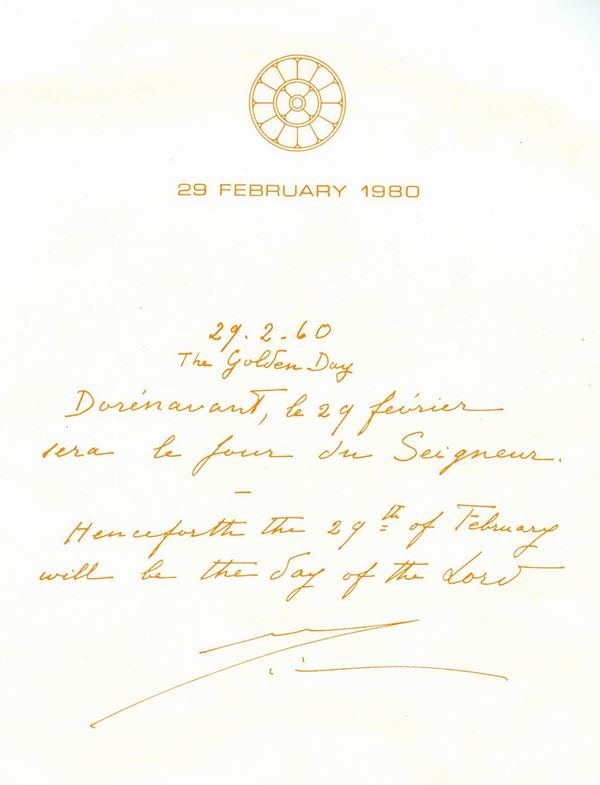 29 FEBRUARY 1980
29.2.60
The Golden Day
Dorénavant, le 29 février
sera le jour du Seigneur.
Henceforth the 29th of February
will be the day of the Lord